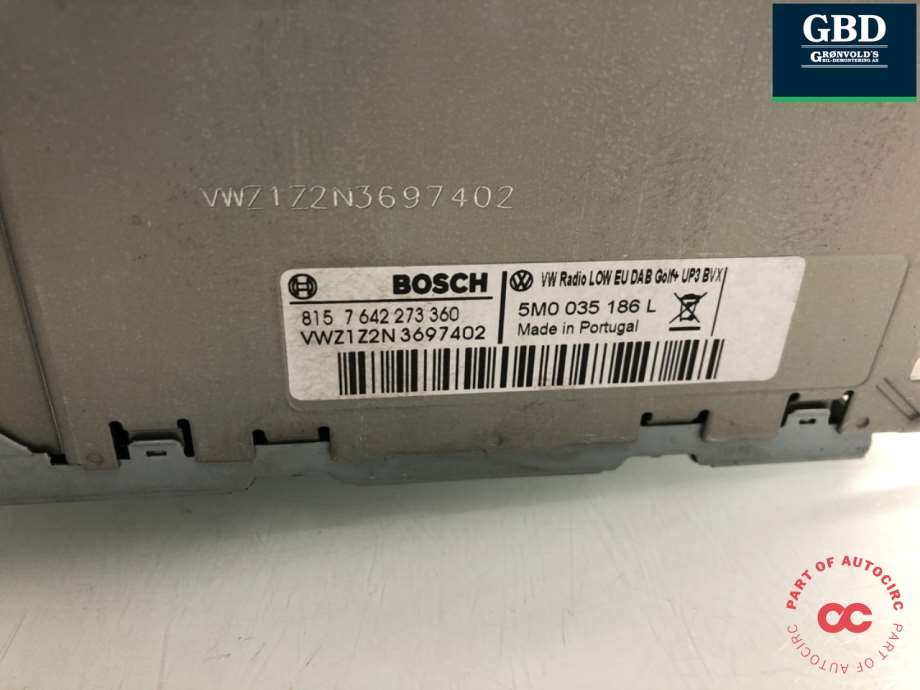 GBD
GRØNVOLD'S
BIL-DEMONTERING AS
VWZ1Z2N3697402
BOSCH
VW Radio LOW EU DAB Golf+ UP3 BVX
815 7 642 273 360
5M0 035 186 L
VWZ1Z2N 3697402
Made in Portugal
PART OF AUTOCIRC
PART OF AUTOCIRC